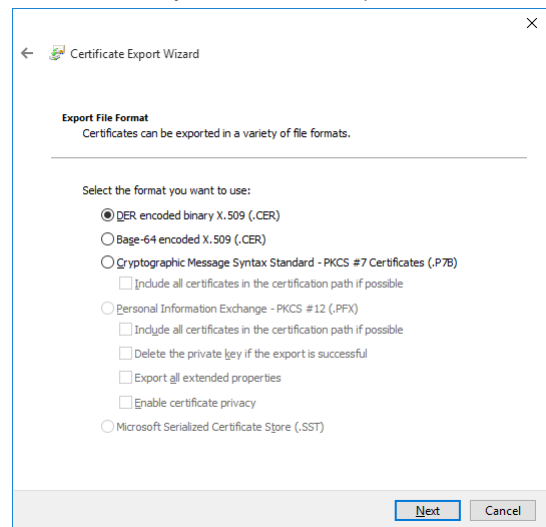 Certificate Export Wizard
Export File Format
Certificates can be exported in a variety of file formats.
Select the format you want to use:
DER encoded binary X.509 (.CER)
Base-64 encoded X.509 (.CER)
Cryptographic Message Syntax Standard - PKCS #7 Certificates (.P7B)
Include all certificates in the certification path if possible
Personal Information Exchange - PKCS #12 (.PFX)
Include all certificates in the certification path if possible
Delete the private key if the export is successful
Export all extended properties
Enable certificate privacy
Microsoft Serialized Certificate Store (.SST)
Next Cancel